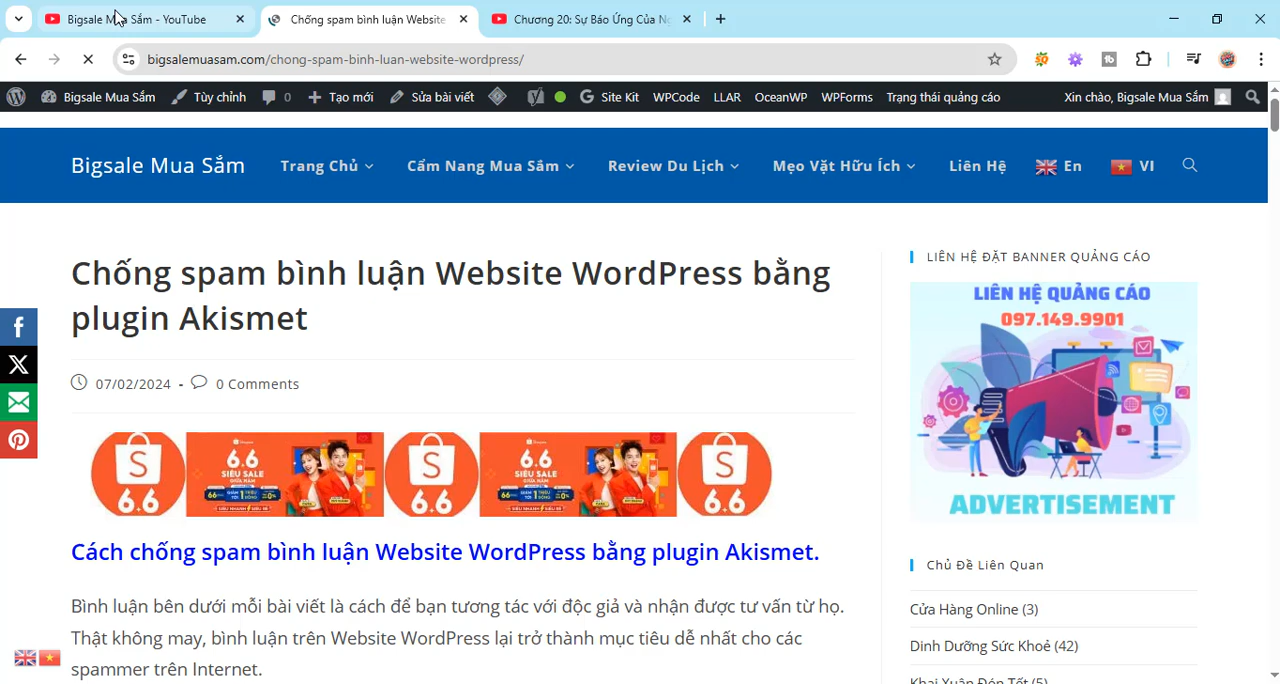 Bigsale Mua Sắm - YouTube
Chống spam bình luận Website
Chương 20: Sự Báo Ứng Của
bigsalemuasam.com/chong-spam-binh-luan-website-wordpress/
Bigsale Mua Sắm
Tùy chỉnh
0
Tạo mới
Sửa bài viết
Site Kit
WPCode
LLAR
OceanWP
WPForms
Trạng thái quảng cáo
Xin chào, Bigsale Mua Sắm
Bigsale Mua Sắm
Trang Chủ
Cẩm Nang Mua Sắm
Review Du Lịch
Mẹo Vặt Hữu Ích
Liên Hệ
En
VI
Chống spam bình luận Website WordPress bằng
plugin Akismet
07/02/2024 - 0 Comments
6.6
6.6
SIÊU SALE
6.6
6.6
SIÊU SALE
6.6
Cách chống spam bình luận Website WordPress bằng plugin Akismet.
Bình luận bên dưới mỗi bài viết là cách để bạn tương tác với độc giả và nhận được tư vấn từ họ.
Thật không may, bình luận trên Website WordPress lại trở thành mục tiêu dễ nhất cho các
spammer trên Internet.
LIÊN HỆ ĐẶT BANNER QUẢNG CÁO
LIÊN HỆ QUẢNG CÁO
097.149.9901
ADVERTISEMENT
Chủ Đề Liên Quan
Cửa Hàng Online (3)
Dinh Dưỡng Sức Khoẻ (42)
Khai Xuân Đón Tết (5)